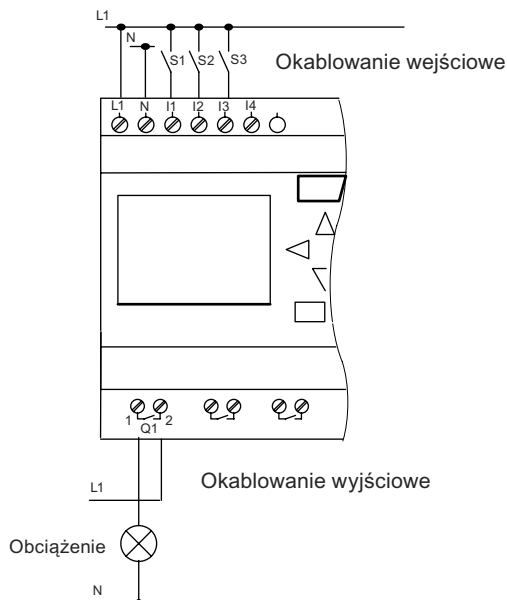 L1
N
S1 S2 S3
Okablowanie wejściowe
L1 N I1 I2 I3 I4
1 2
Q1
L1
Okablowanie wyjściowe
Obciążenie
N